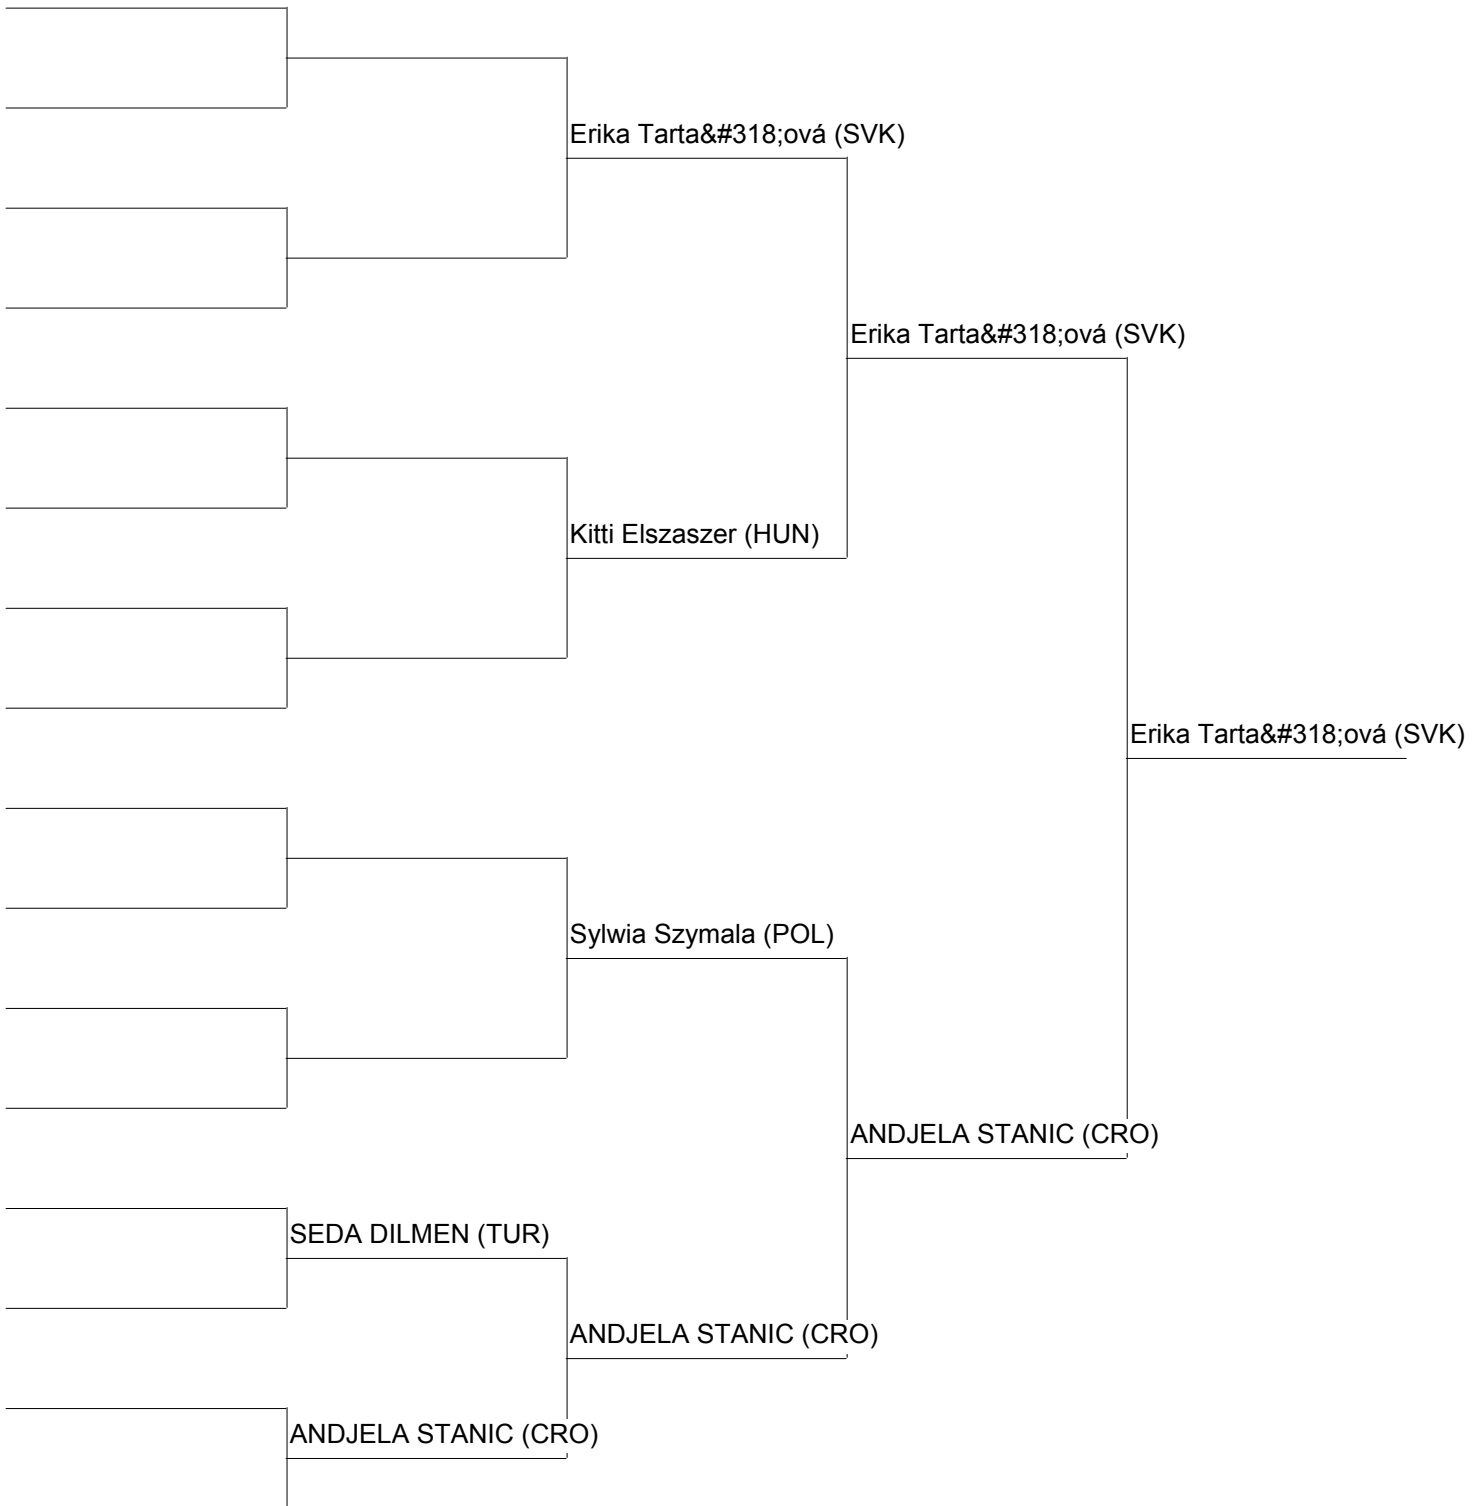 Erika Tarta&#318;ová (SVK)
Erika Tarta&#318;ová (SVK)
Kitti Elszaszer (HUN)
Erika Tarta&#318;ová (SVK)
Sylwia Szymala (POL)
ANDJELA STANIC (CRO)
SEDA DILMEN (TUR)
ANDJELA STANIC (CRO)
ANDJELA STANIC (CRO)